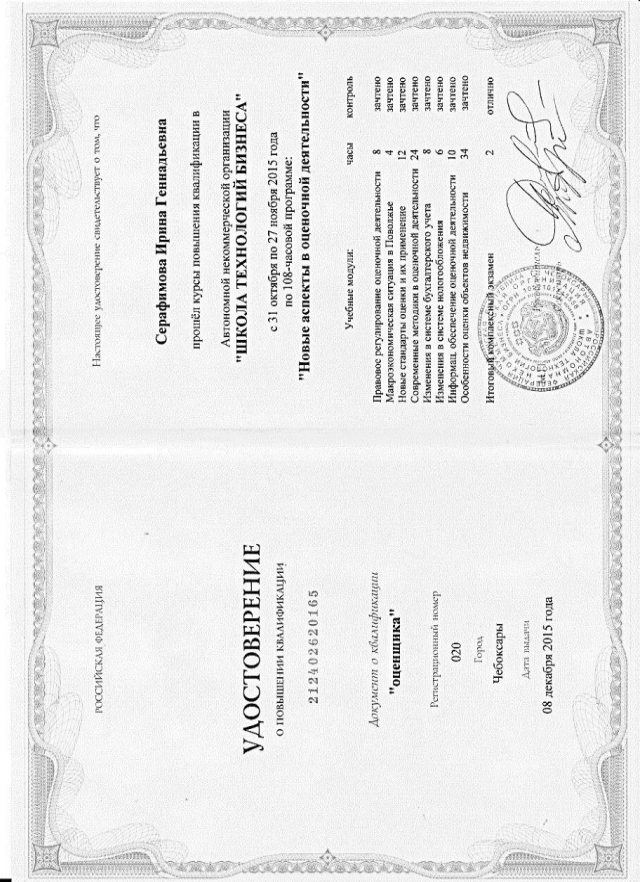 РОССИЙСКАЯ ФЕДЕРАЦИЯ
УДОСТОВЕРЕНИЕ
О ПОВЫШЕНИИ КВАЛИФИКАЦИИ
212402620165
Документ о квалификации
"оценщика"
Регистрационный номер
020
Город
Чебоксары
Дата выдачи
08 декабря 2015 года
Настоящее удостоверение свидетельствует о том, что
Серафимова Ирина Геннадьевна
прошёл курсы повышения квалификации в
Автономной некоммерческой организации
"ШКОЛА ТЕХНОЛОГИЙ БИЗНЕСА"
с 31 октября по 27 ноября 2015 года
по 108-часовой программе:
"Новые аспекты в оценочной деятельности"
Учебные модули: часы контроль
Правовое регулирование оценочной деятельности 8 зачтено
Макроэкономическая ситуация в Поволжье 4 зачтено
Новые стандарты оценки и их применение 12 зачтено
Современные методики в оценочной деятельности 24 зачтено
Изменения в системе бухгалтерского учета 8 зачтено
Изменения в системе нологообложения 6 зачтено
Информац. обеспечение оценочной деятельности 10 зачтено
Особенности оценки объектов недвижимости 34 зачтено
Итоговый комплексный экзамен 2 отлично